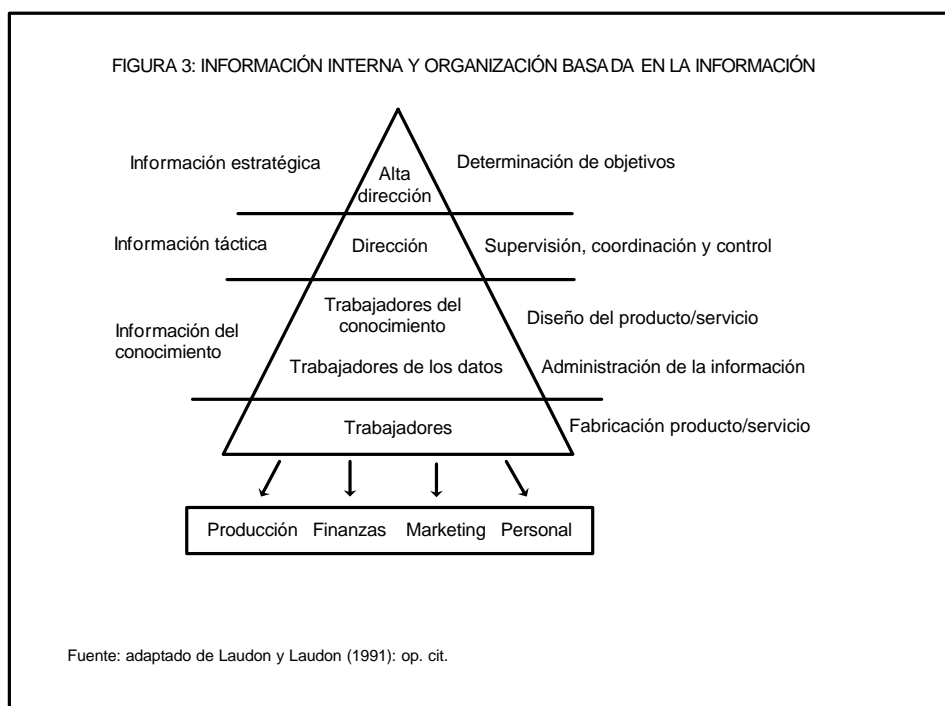 FIGURA 3: INFORMACIÓN INTERNA Y ORGANIZACIÓN BASADA EN LA INFORMACIÓN
Información estratégica
Alta
dirección
Determinación de objetivos
Información táctica
Dirección
Supervisión, coordinación y control
Información del
conocimiento
Trabajadores del
conocimiento
Diseño del producto/servicio
Trabajadores de los datos
Administración de la información
Trabajadores
Fabricación producto/servicio
Producción Finanzas Marketing Personal
Fuente: adaptado de Laudon y Laudon (1991): op. cit.